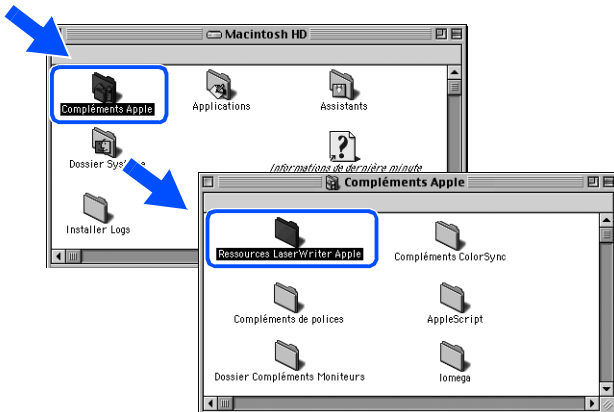 Macintosh HD
Compléments Apple
Applications
Assistants
Dossier Système
Informations de dernière minute
Installer Logs
Compléments Apple
Ressources LaserWriter Apple
Compléments ColorSync
Compléments de polices
AppleScript
Dossier Compléments Moniteurs
Iomega